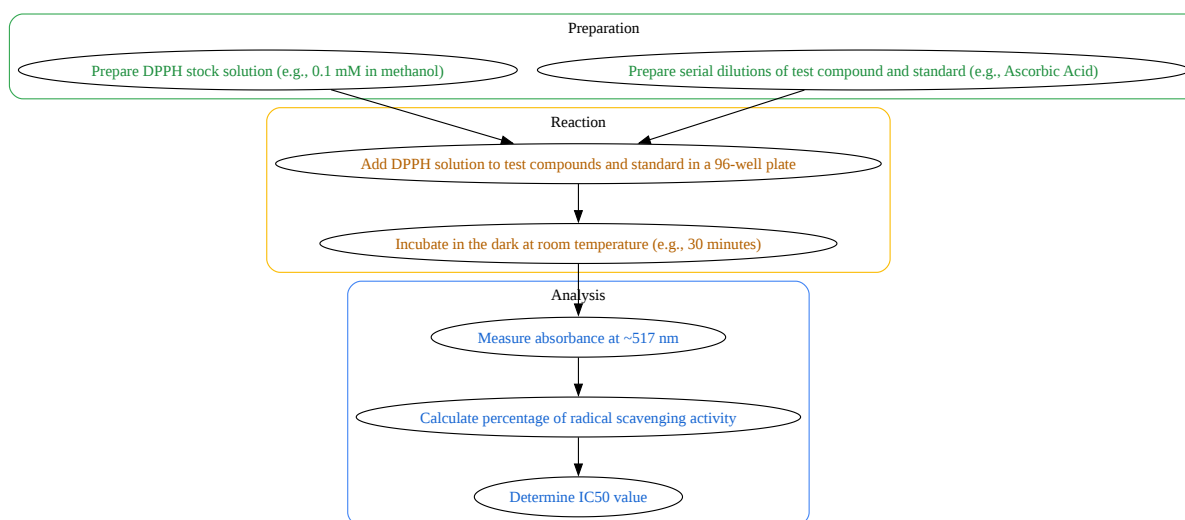 Preparation
Prepare DPPH stock solution (e.g., 0.1 mM in methanol)
Prepare serial dilutions of test compound and standard (e.g., Ascorbic Acid)
Reaction
Add DPPH solution to test compounds and standard in a 96-well plate
Incubate in the dark at room temperature (e.g., 30 minutes)
Analysis
Measure absorbance at ~517 nm
Calculate percentage of radical scavenging activity
Determine IC50 value